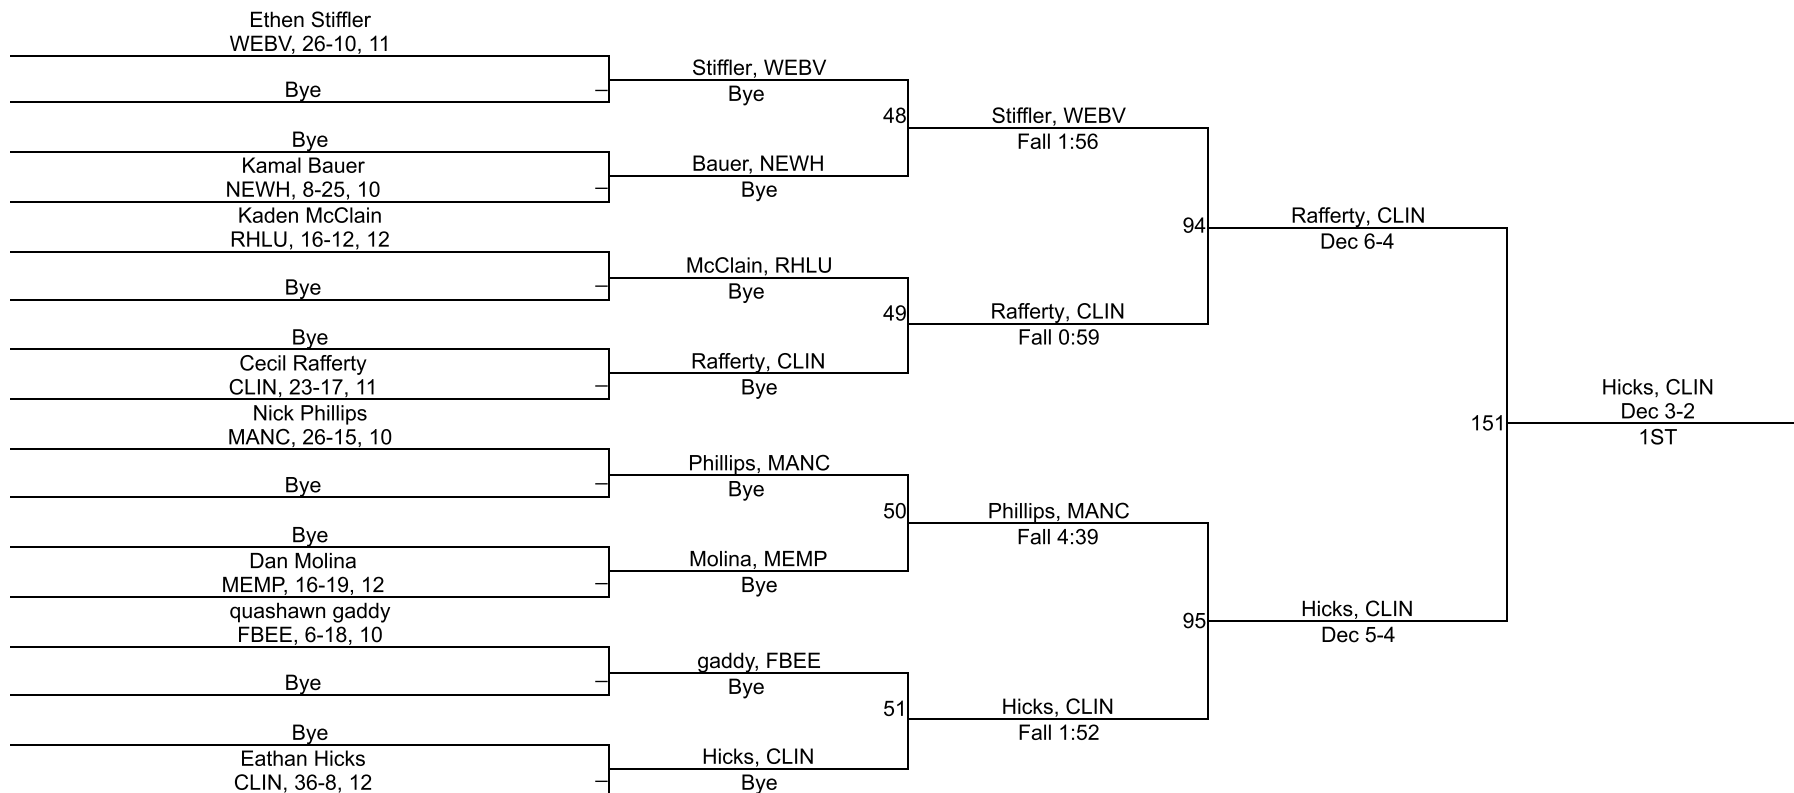 Ethen Stiffler
WEBV, 26-10, 11
Bye
Bye
Kamal Bauer
NEWH, 8-25, 10
Kaden McClain
RHLU, 16-12, 12
Bye
Bye
Cecil Rafferty
CLIN, 23-17, 11
Nick Phillips
MANC, 26-15, 10
Bye
Bye
Dan Molina
MEMP, 16-19, 12
quashawn gaddy
FBEE, 6-18, 10
Bye
Bye
Eathan Hicks
CLIN, 36-8, 12
Stiffler, WEBV
Bye
48
Bauer, NEWH
Bye
McClain, RHLU
Bye
49
Rafferty, CLIN
Bye
Phillips, MANC
Bye
50
Molina, MEMP
Bye
gaddy, FBEE
Bye
51
Hicks, CLIN
Bye
Stiffler, WEBV
Fall 1:56
94
Rafferty, CLIN
Fall 0:59
Phillips, MANC
Fall 4:39
95
Hicks, CLIN
Fall 1:52
Rafferty, CLIN
Dec 6-4
151
Hicks, CLIN
Dec 5-4
Hicks, CLIN
Dec 3-2
1ST